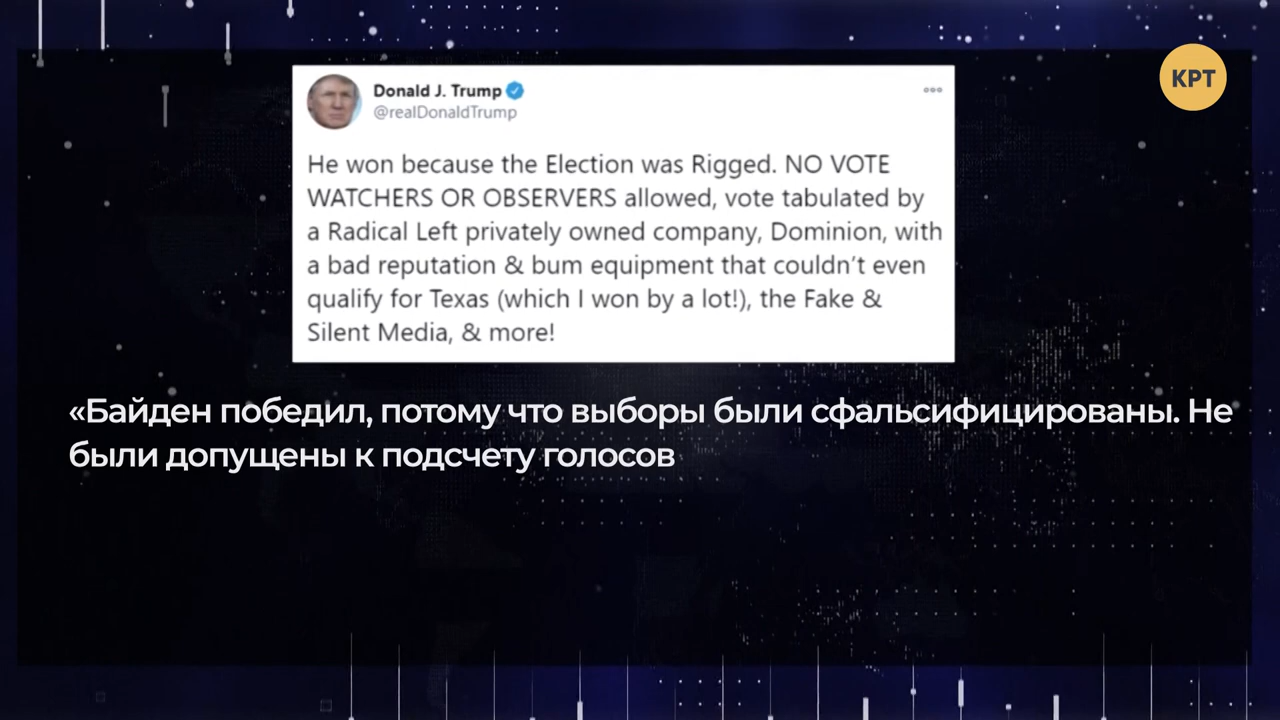 КРТ
Donald J. Trump
@realDonaldTrump
He won because the Election was Rigged. NO VOTE
WATCHERS OR OBSERVERS allowed, vote tabulated by
a Radical Left privately owned company, Dominion, with
a bad reputation & bum equipment that couldn't even
qualify for Texas (which I won by a lot!), the Fake &
Silent Media, & more!
«Байден победил, потому что выборы были сфальсифицированы. Не
были допущены к подсчету голосов